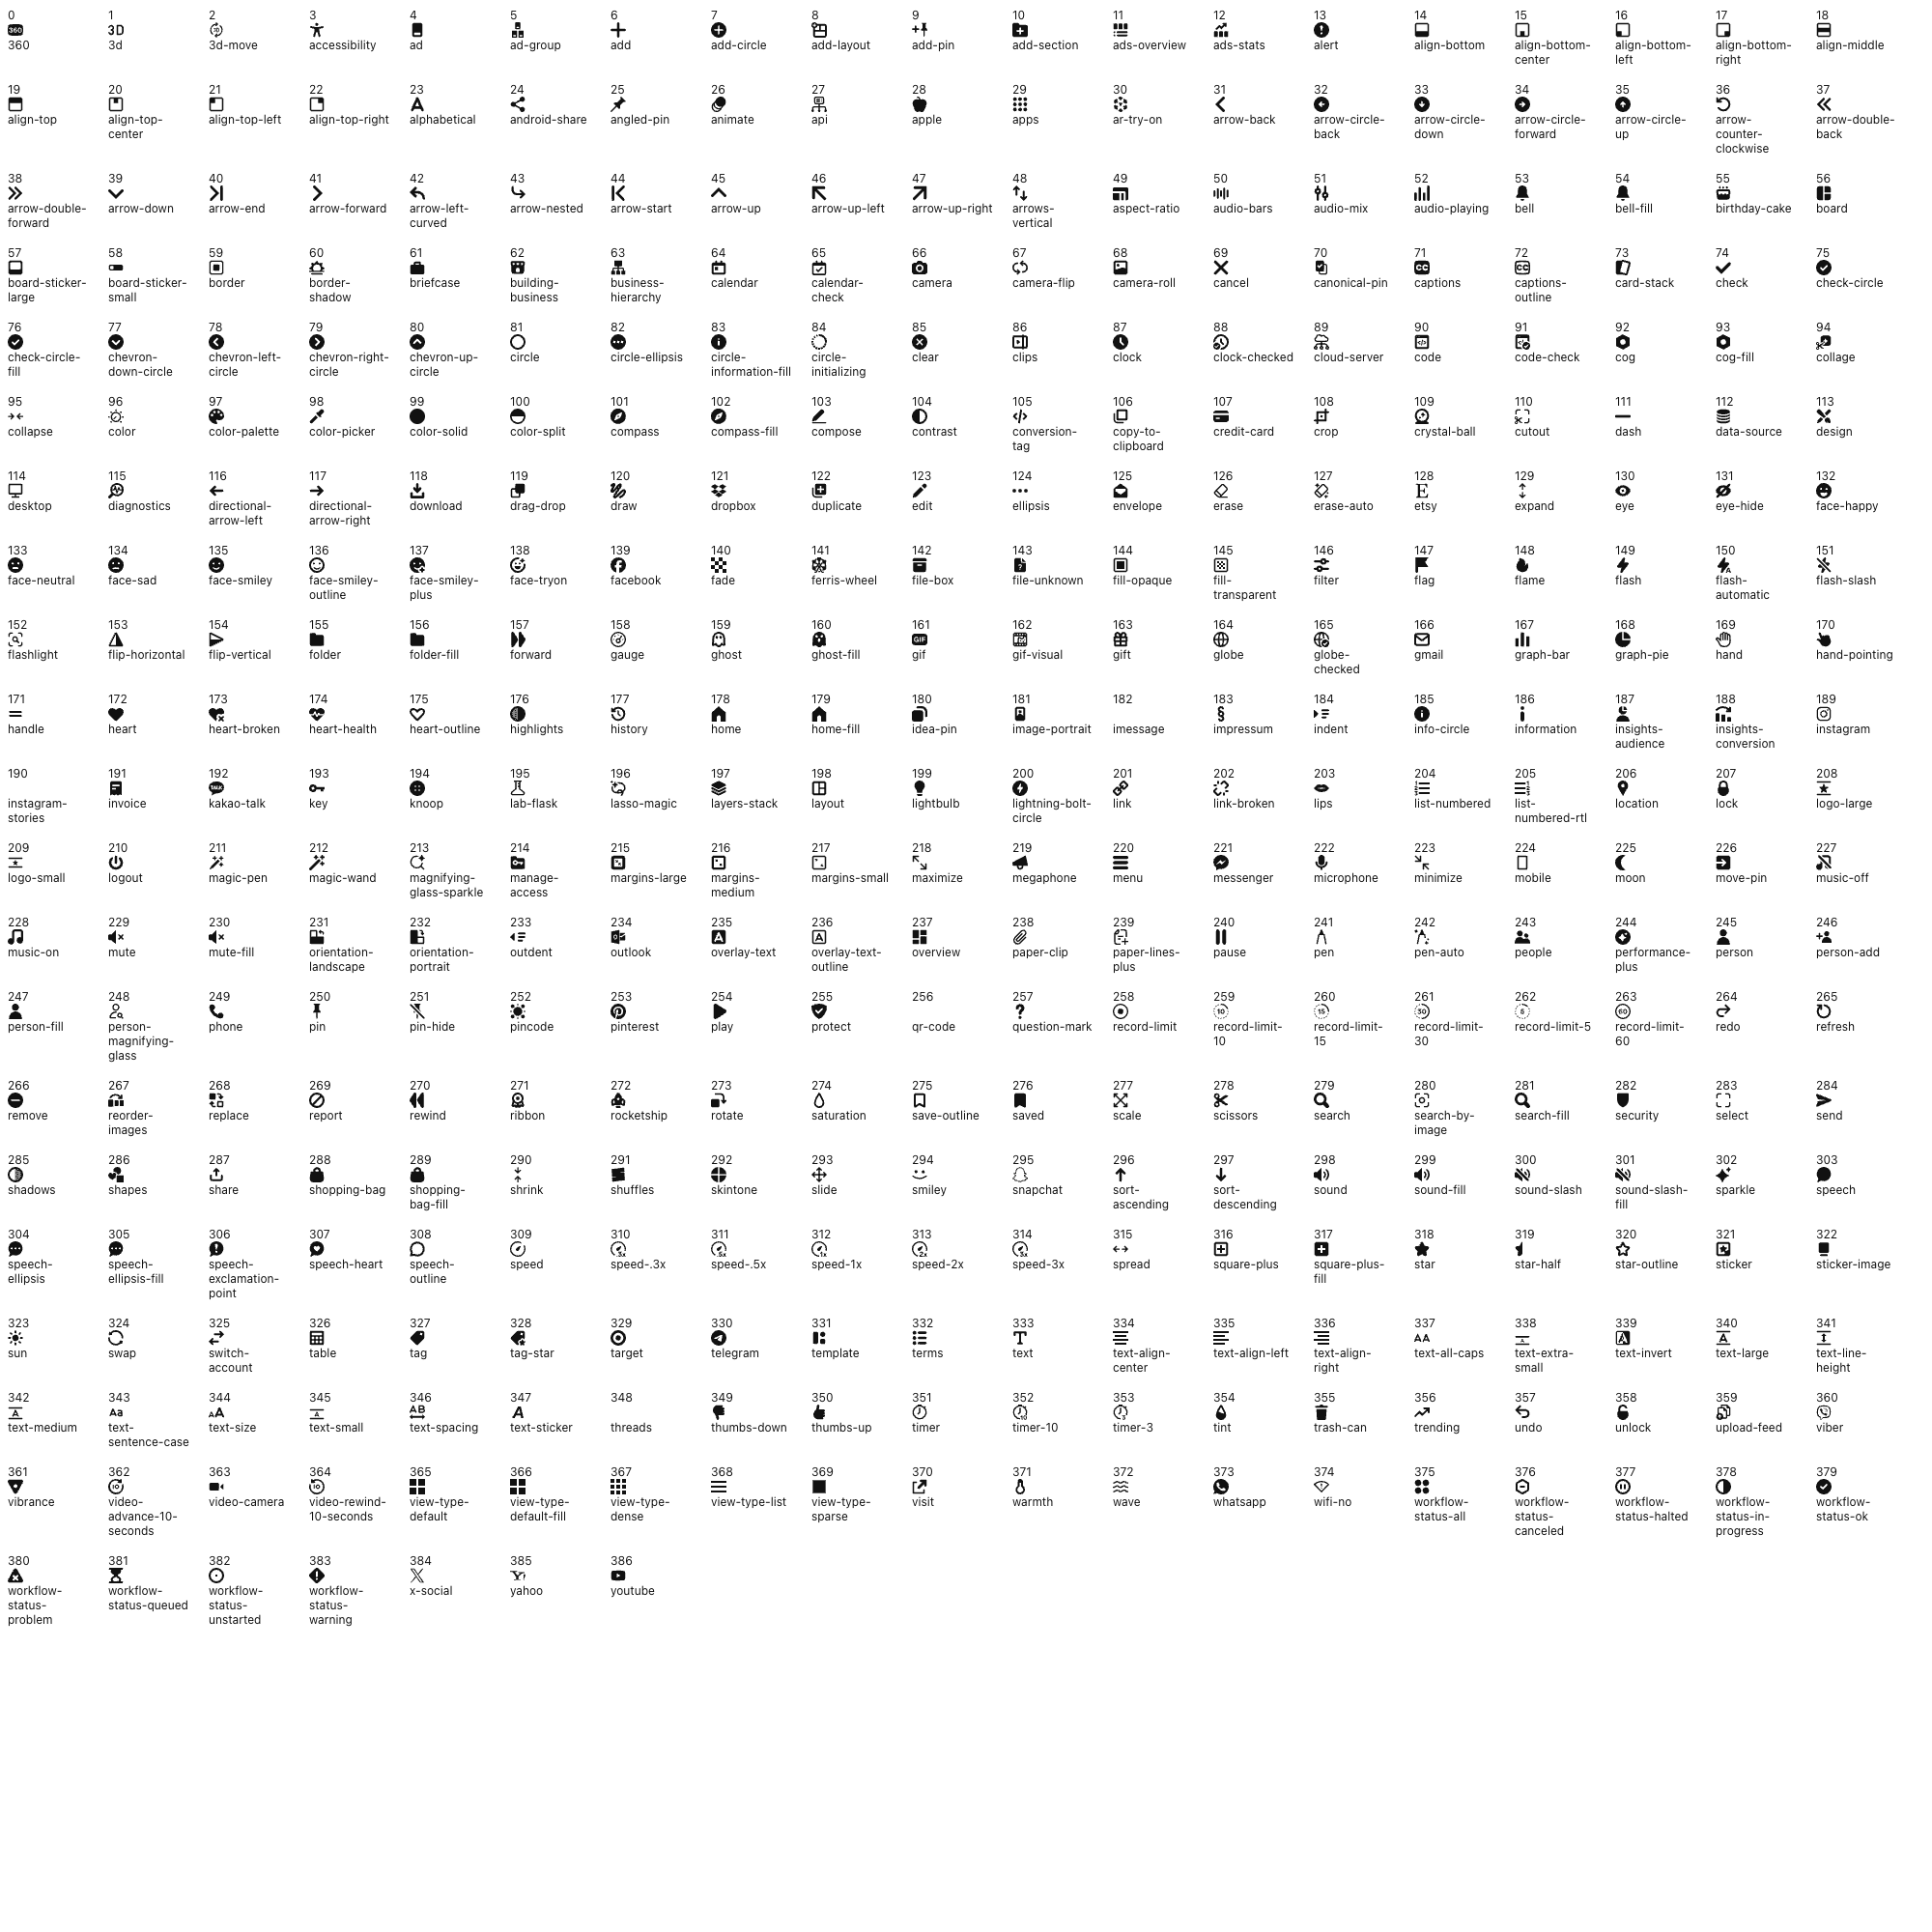 0 1 2 3 4 5 6 7 8 9 10 11 12 13 14 15 16 17 18
360 3d 3d-move accessibility ad ad-group add add-circle add-layout add-pin add-section ads-overview ads-stats alert align-bottom align-bottom- align-bottom- align-bottom- align-middle
center left right
19 20 21 22 23 24 25 26 27 28 29 30 31 32 33 34 35 36 37
align-top align-top- align-top-left align-top-right alphabetical android-share angled-pin animate api apple apps ar-try-on arrow-back arrow-circle- arrow-circle- arrow-circle- arrow-circle- arrow- arrow-double-
center back down forward up counter- back
clockwise
38 39 40 41 42 43 44 45 46 47 48 49 50 51 52 53 54 55 56
arrow-double- arrow-down arrow-end arrow-forward arrow-left- arrow-nested arrow-start arrow-up arrow-up-left arrow-up-right arrows- aspect-ratio audio-bars audio-mix audio-playing bell bell-fill birthday-cake board
forward curved vertical
57 58 59 60 61 62 63 64 65 66 67 68 69 70 71 72 73 74 75
board-sticker- board-sticker- border border- briefcase building- business- calendar calendar- camera camera-flip camera-roll cancel canonical-pin captions captions- card-stack check check-circle
large small shadow business hierarchy check outline
76 77 78 79 80 81 82 83 84 85 86 87 88 89 90 91 92 93 94
check-circle- chevron- chevron-left- chevron-right- chevron-up- circle circle-ellipsis circle- circle- clear clips clock clock-checked cloud-server code code-check cog cog-fill collage
fill down-circle circle circle circle information-fill initializing
95 96 97 98 99 100 101 102 103 104 105 106 107 108 109 110 111 112 113
collapse color color-palette color-picker color-solid color-split compass compass-fill compose contrast conversion- copy-to- credit-card crop crystal-ball cutout dash data-source design
tag clipboard
114 115 116 117 118 119 120 121 122 123 124 125 126 127 128 129 130 131 132
desktop diagnostics directional- directional- download drag-drop draw dropbox duplicate edit ellipsis envelope erase erase-auto etsy expand eye eye-hide face-happy
arrow-left arrow-right
133 134 135 136 137 138 139 140 141 142 143 144 145 146 147 148 149 150 151
face-neutral face-sad face-smiley face-smiley- face-smiley- face-tryon facebook fade ferris-wheel file-box file-unknown fill-opaque fill- filter flag flame flash flash- flash-slash
outline plus transparent automatic
152 153 154 155 156 157 158 159 160 161 162 163 164 165 166 167 168 169 170
flashlight flip-horizontal flip-vertical folder folder-fill forward gauge ghost ghost-fill gif gif-visual gift globe globe- gmail graph-bar graph-pie hand hand-pointing
checked
171 172 173 174 175 176 177 178 179 180 181 182 183 184 185 186 187 188 189
handle heart heart-broken heart-health heart-outline highlights history home home-fill idea-pin image-portrait imessage impressum indent info-circle information insights- insights- instagram
audience conversion
190 191 192 193 194 195 196 197 198 199 200 201 202 203 204 205 206 207 208
instagram- invoice kakao-talk key knoop lab-flask lasso-magic layers-stack layout lightbulb lightning-bolt- link link-broken lips list-numbered list- location lock logo-large
stories circle numbered-rtl
209 210 211 212 213 214 215 216 217 218 219 220 221 222 223 224 225 226 227
logo-small logout magic-pen magic-wand magnifying- manage- margins-large margins- margins-small maximize megaphone menu messenger microphone minimize mobile moon move-pin music-off
glass-sparkle access medium
228 229 230 231 232 233 234 235 236 237 238 239 240 241 242 243 244 245 246
music-on mute mute-fill orientation- orientation- outdent outlook overlay-text overlay-text- overview paper-clip paper-lines- pause pen pen-auto people performance- person person-add
landscape portrait outline plus plus
247 248 249 250 251 252 253 254 255 256 257 258 259 260 261 262 263 264 265
person-fill person- phone pin pin-hide pincode pinterest play protect qr-code question-mark record-limit record-limit- record-limit- record-limit- record-limit-5 record-limit- redo refresh
magnifying- 10 15 30 60
glass
266 267 268 269 270 271 272 273 274 275 276 277 278 279 280 281 282 283 284
remove reorder- replace report rewind ribbon rocketship rotate saturation save-outline saved scale scissors search search-by- search-fill security select send
images image
285 286 287 288 289 290 291 292 293 294 295 296 297 298 299 300 301 302 303
shadows shapes share shopping-bag shopping- shrink shuffles skintone slide smiley snapchat sort- sort- sound sound-fill sound-slash sound-slash- sparkle speech
bag-fill ascending descending fill
304 305 306 307 308 309 310 311 312 313 314 315 316 317 318 319 320 321 322
speech- speech- speech- speech-heart speech- speed speed-.3x speed-.5x speed-1x speed-2x speed-3x spread square-plus square-plus- star star-half star-outline sticker sticker-image
ellipsis ellipsis-fill exclamation- outline fill
point
323 324 325 326 327 328 329 330 331 332 333 334 335 336 337 338 339 340 341
sun swap switch- table tag tag-star target telegram template terms text text-align- text-align-left text-align- text-all-caps text-extra- text-invert text-large text-line-
account center right small height
342 343 344 345 346 347 348 349 350 351 352 353 354 355 356 357 358 359 360
text-medium text- text-size text-small text-spacing text-sticker threads thumbs-down thumbs-up timer timer-10 timer-3 tint trash-can trending undo unlock upload-feed viber
sentence-case
361 362 363 364 365 366 367 368 369 370 371 372 373 374 375 376 377 378 379
vibrance video- video-camera video-rewind- view-type- view-type- view-type- view-type-list view-type- visit warmth wave whatsapp wifi-no workflow- workflow- workflow- workflow- workflow-
advance-10- 10-seconds default default-fill dense sparse status-all status- status-halted status-in- status-ok
seconds canceled progress
380 381 382 383 384 385 386
workflow- workflow- workflow- workflow- x-social yahoo youtube
status- status-queued status- status-
problem unstarted warning